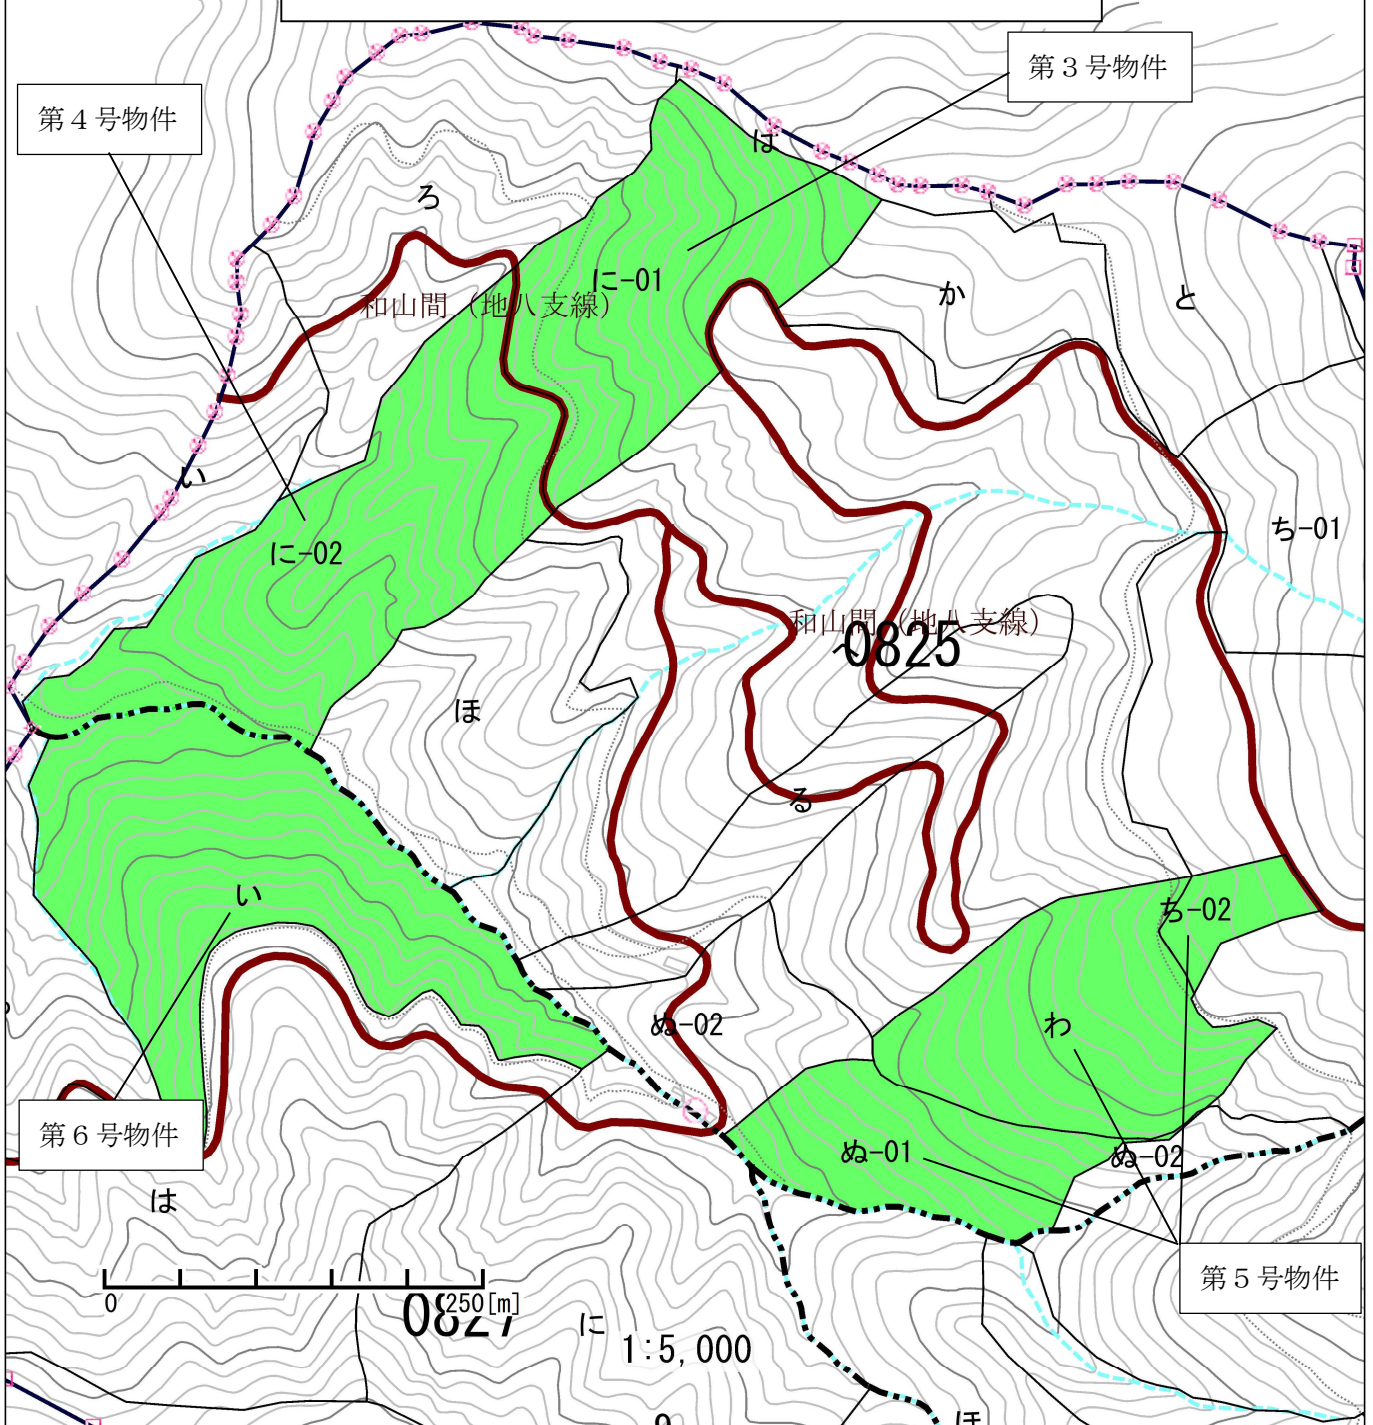 第３号物件
第４号物件
は
ろ
に-01
か
と
和山間（地八支線）
い
ち-01
に-02
和山間（地八支線）
0825
へ
ほ
る
い
ち-02
わ
ぬ-02
第６号物件
ぬ-01
ぬ-02
は
第５号物件
0
250[m]
0827
に
1:5,000
ほ